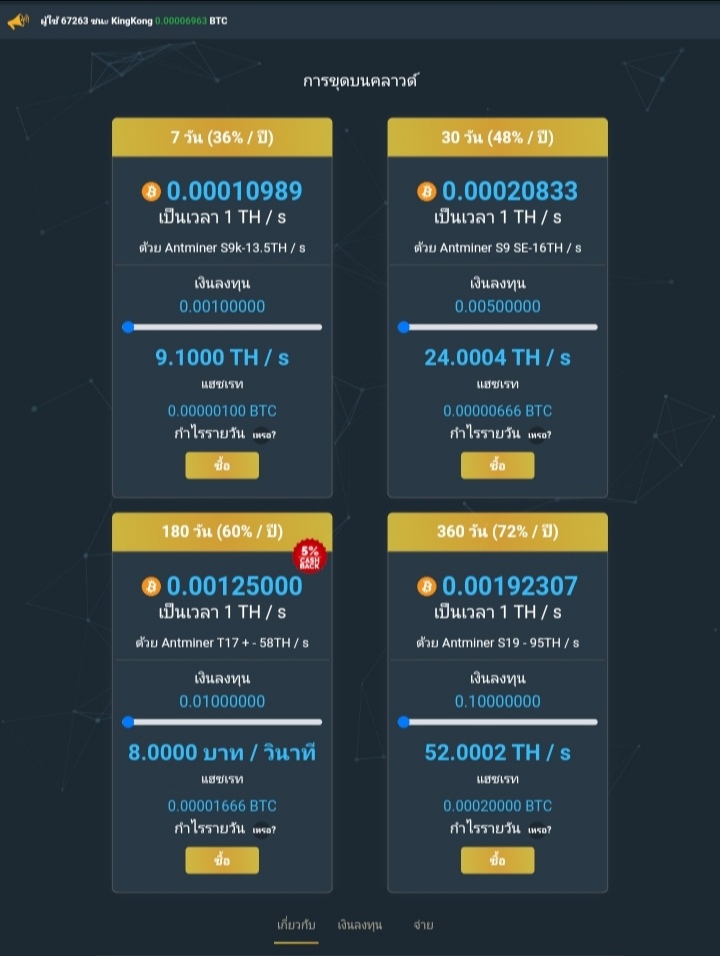 ผู้ใช้ 67263 ชนะ KingKong 0.00006963 BTC
การขุดบนคลาวด์
7 วัน (36% / ปี)
0.00010989
เป็นเวลา 1 TH / s
ด้วย Antminer S9k-13.5TH / s
เงินลงทุน
0.00100000
9.1000 TH / s
แฮชเรท
0.00000100 BTC
กำไรรายวัน เหรอ?
ซื้อ
30 วัน (48% / ปี)
0.00020833
เป็นเวลา 1 TH / s
ด้วย Antminer S9 SE-16TH / s
เงินลงทุน
0.00500000
24.0004 TH / s
แฮชเรท
0.00000666 BTC
กำไรรายวัน เหรอ?
ซื้อ
180 วัน (60% / ปี)
5%
CASH
BACK
0.00125000
เป็นเวลา 1 TH / s
ด้วย Antminer T17 + - 58TH / s
เงินลงทุน
0.01000000
8.0000 บาท / วินาที
แฮชเรท
0.00001666 BTC
กำไรรายวัน เหรอ?
ซื้อ
360 วัน (72% / ปี)
0.00192307
เป็นเวลา 1 TH / s
ด้วย Antminer S19 - 95TH / s
เงินลงทุน
0.10000000
52.0002 TH / s
แฮชเรท
0.00020000 BTC
กำไรรายวัน เหรอ?
ซื้อ
เกี่ยวกับ เงินลงทุน จ่าย